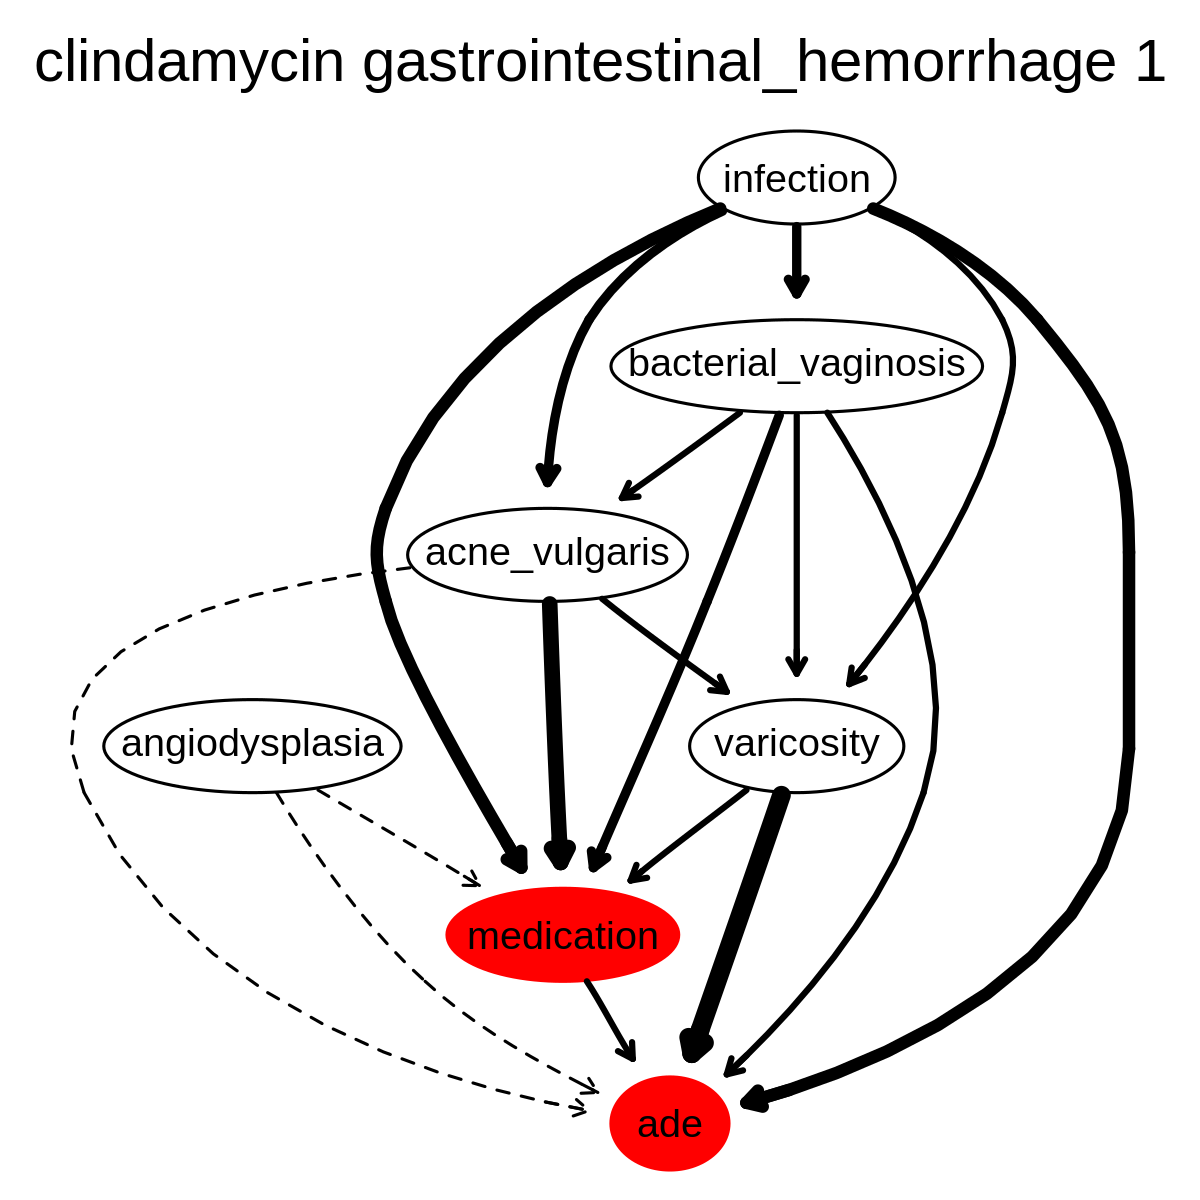 clindamycin gastrointestinal_hemorrhage 1
infection
bacterial_vaginosis
acne_vulgaris
angiodysplasia
varicosity
medication
ade